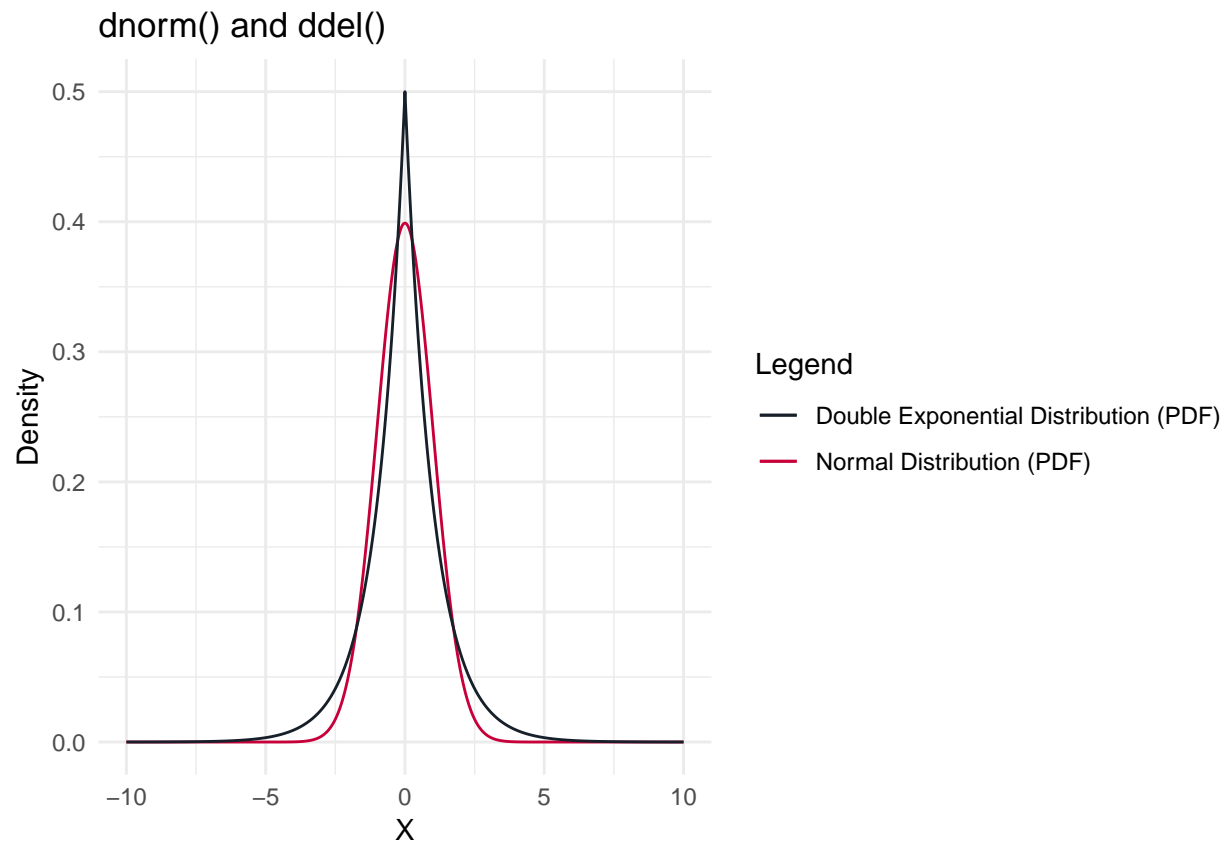 dnorm() and ddel()
0.5
0.4
0.3
0.2
0.1
0.0
Density
−10
−5
0
5
10
X
Legend
Double Exponential Distribution (PDF)
Normal Distribution (PDF)